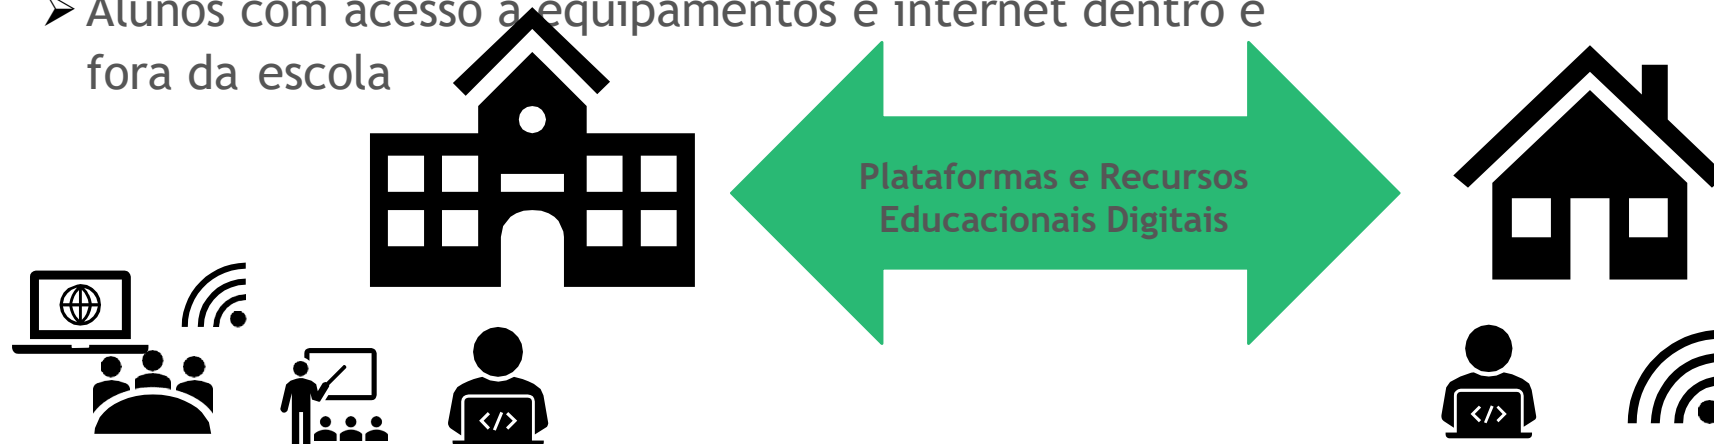 ➢ Alunos com acesso a equipamentos e internet dentro e
fora da escola
Plataformas e Recursos
Educacionais Digitais
</>
</>